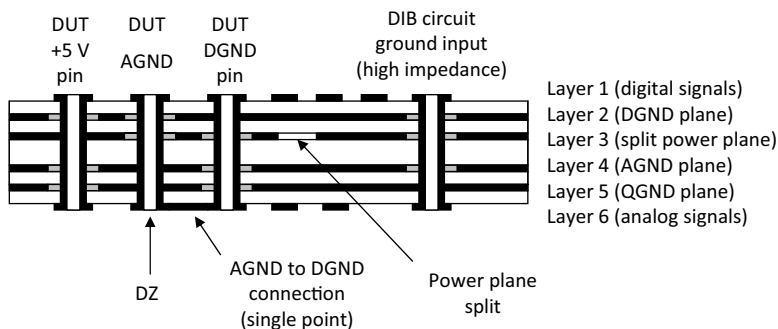 DUT
+5 V
pin
DUT
AGND
DUT
DGND
pin
DIB circuit
ground input
(high impedance)
Layer 1 (digital signals)
Layer 2 (DGND plane)
Layer 3 (split power plane)
Layer 4 (AGND plane)
Layer 5 (QGND plane)
Layer 6 (analog signals)
DZ
AGND to DGND
connection
(single point)
Power plane
split